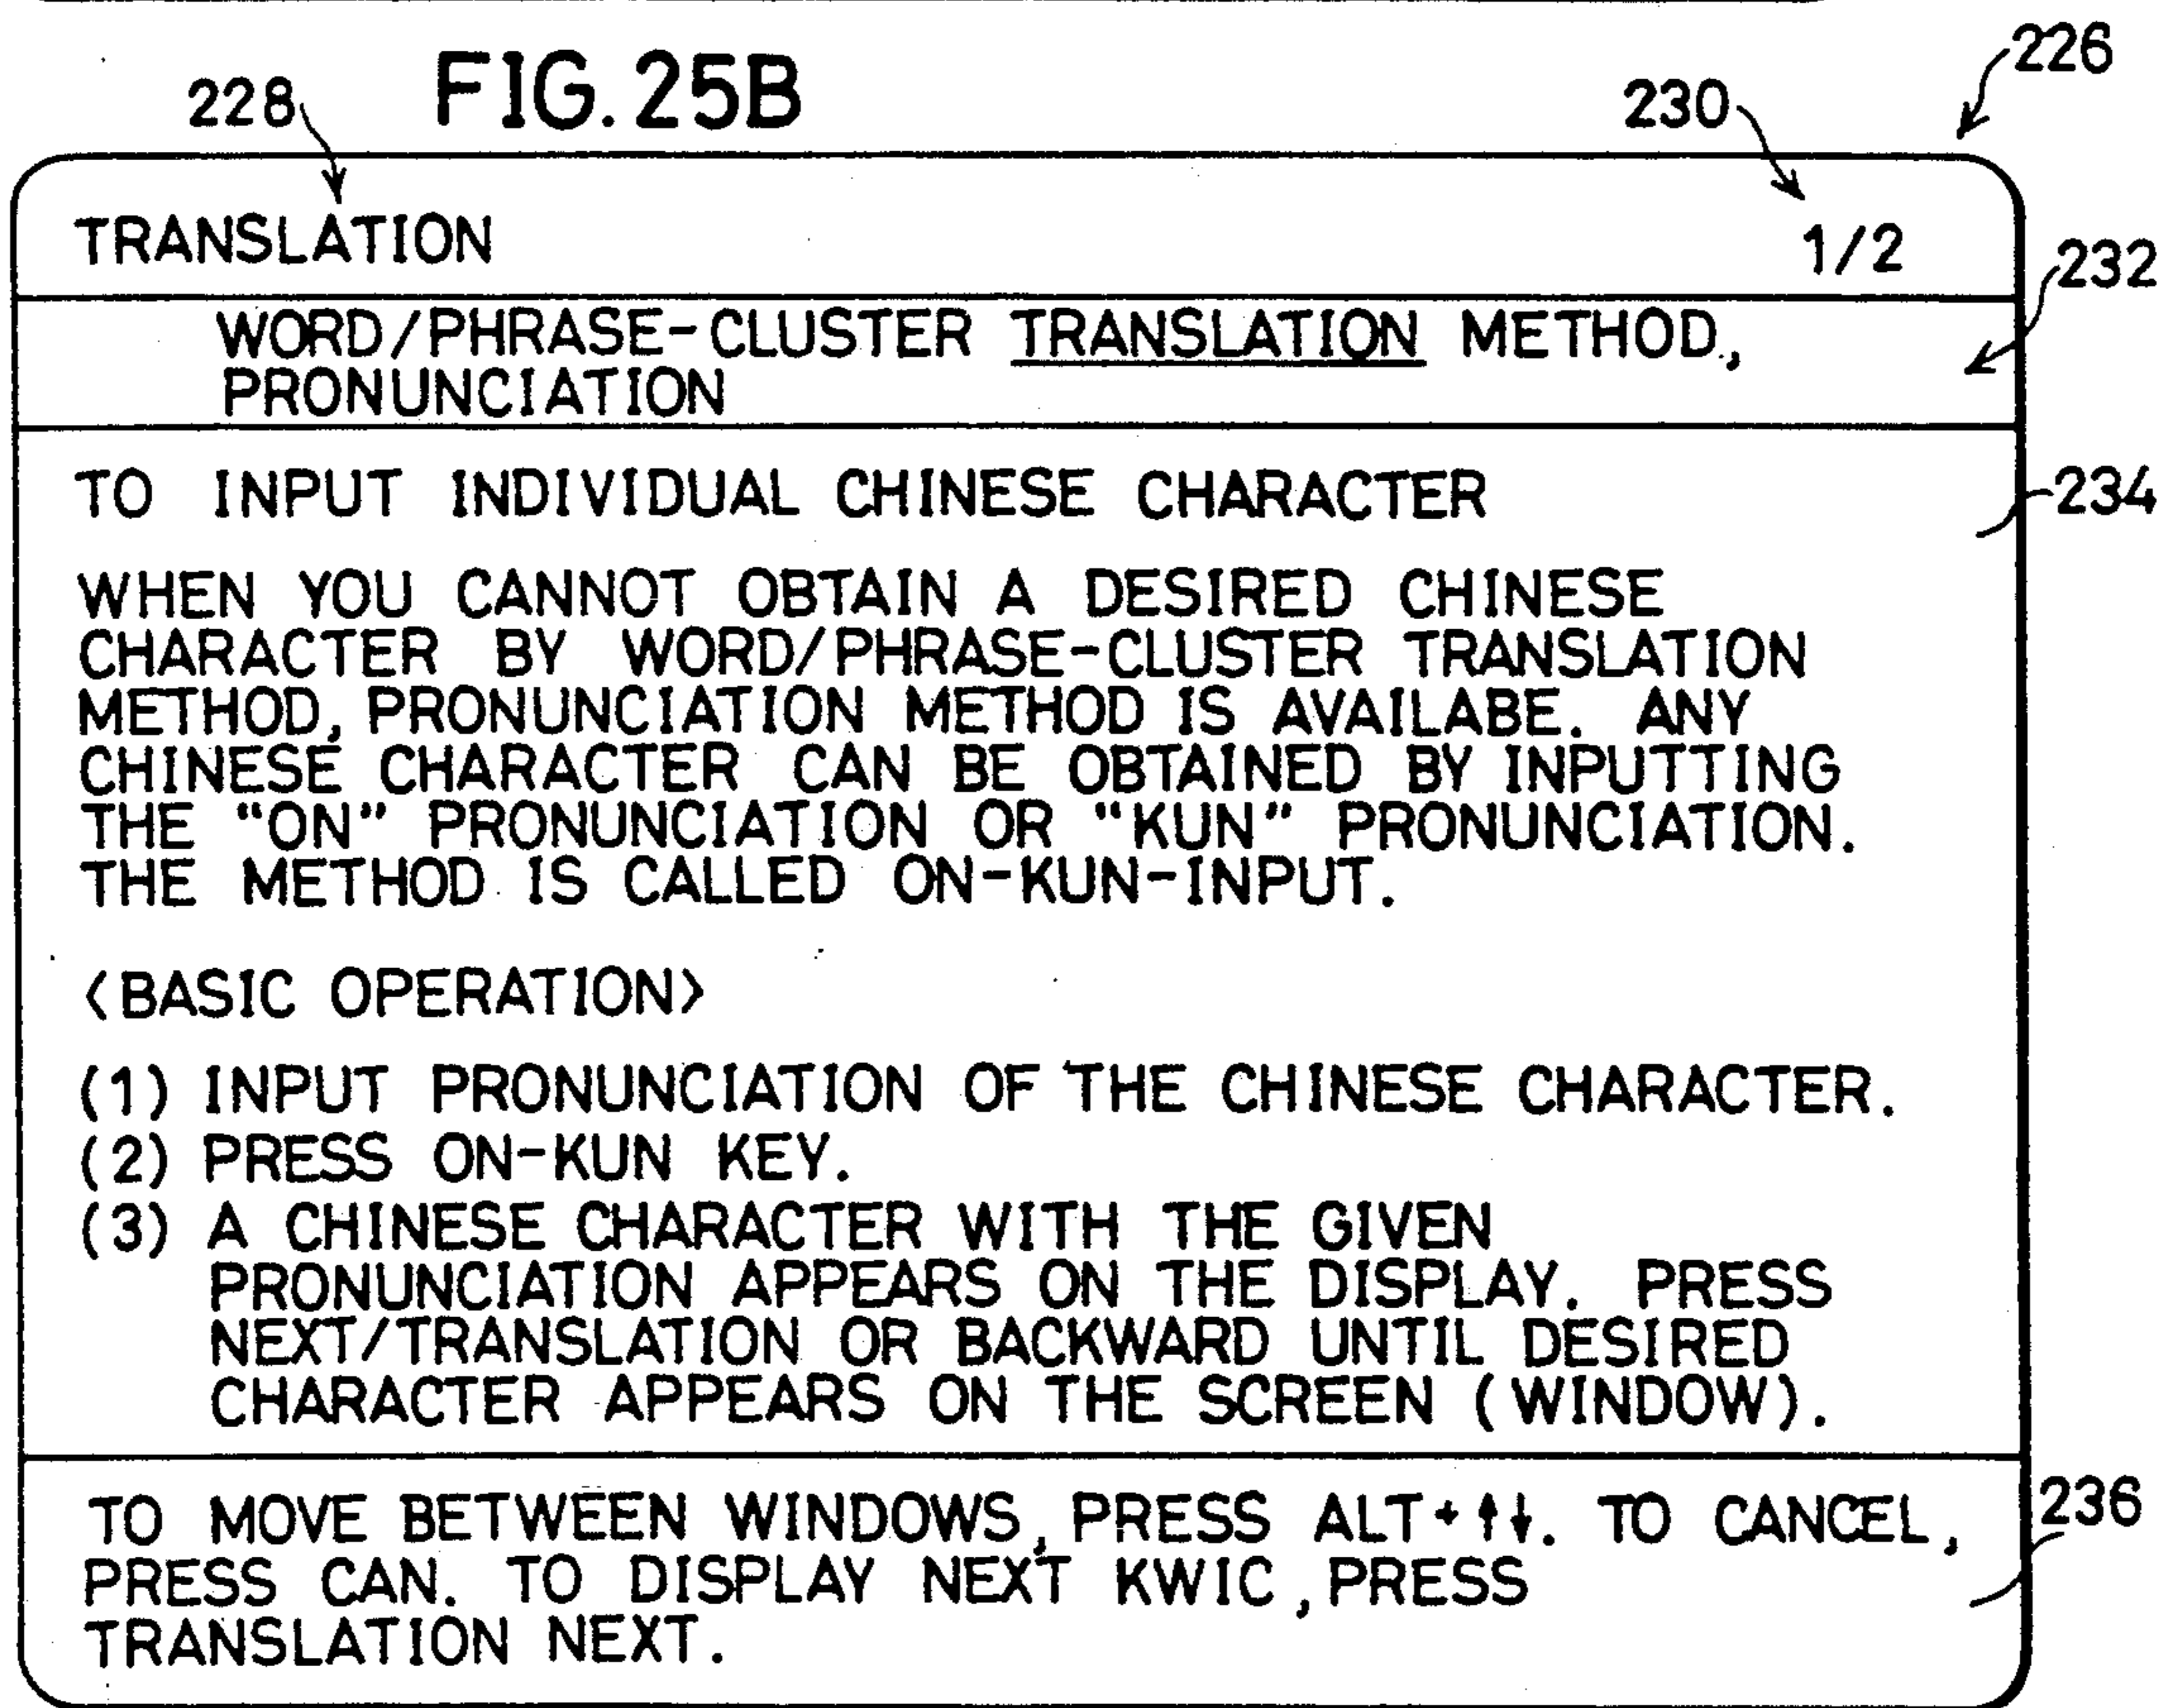 FIG. 25B
226
228
230
TRANSLATION 1/2
232
WORD/PHRASE-CLUSTER TRANSLATION METHOD,
PRONUNCIATION
TO INPUT INDIVIDUAL CHINESE CHARACTER
234
WHEN YOU CANNOT OBTAIN A DESIRED CHINESE
CHARACTER BY WORD/PHRASE-CLUSTER TRANSLATION
METHOD, PRONUNCIATION METHOD IS AVAILABE. ANY
CHINESE CHARACTER CAN BE OBTAINED BY INPUTTING
THE “ON” PRONUNCIATION OR “KUN” PRONUNCIATION.
THE METHOD IS CALLED ON-KUN-INPUT.
<BASIC OPERATION>
(1) INPUT PRONUNCIATION OF THE CHINESE CHARACTER.
(2) PRESS ON-KUN KEY.
(3) A CHINESE CHARACTER WITH THE GIVEN
PRONUNCIATION APPEARS ON THE DISPLAY. PRESS
NEXT/TRANSLATION OR BACKWARD UNTIL DESIRED
CHARACTER APPEARS ON THE SCREEN (WINDOW).
TO MOVE BETWEEN WINDOWS, PRESS ALT+↑↓. TO CANCEL,
236
PRESS CAN. TO DISPLAY NEXT KWIC, PRESS
TRANSLATION NEXT.